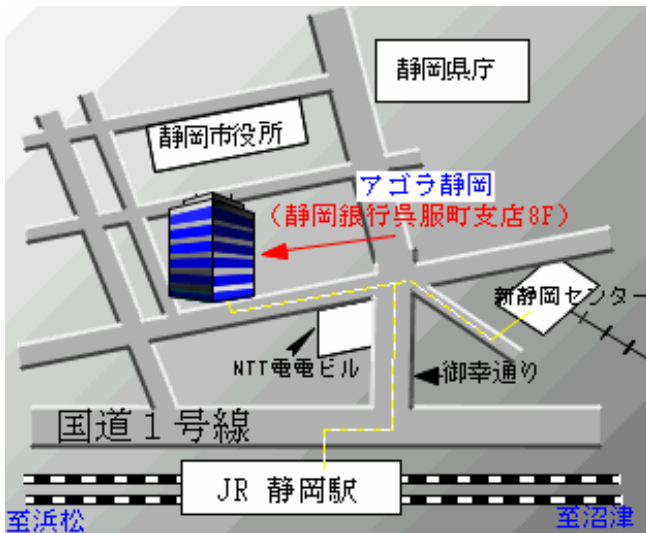 静岡県庁
静岡市役所
アゴラ静岡
（静岡銀行呉服町支店8F）
新静岡センター
NTT電電ビル
御幸通り
国道１号線
JR 静岡駅
至浜松
至沼津